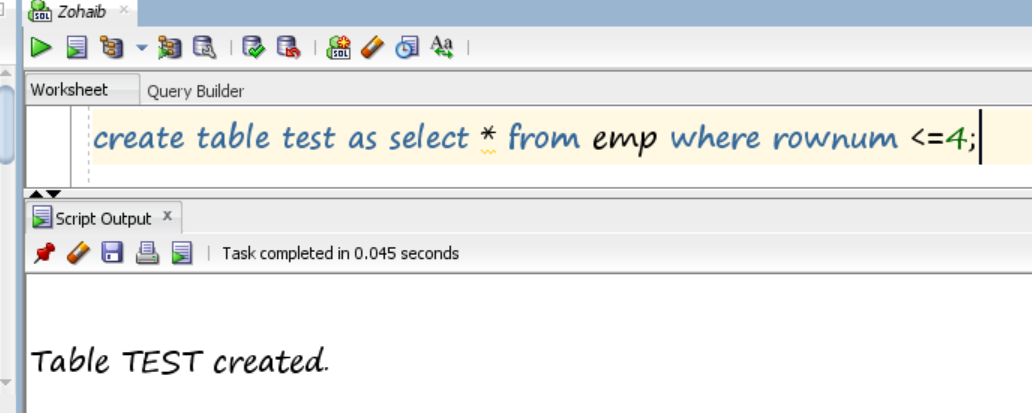 Zohaib
Worksheet Query Builder
create table test as select * from emp where rownum <=4;
Script Output x
Task completed in 0.045 seconds
Table TEST created.